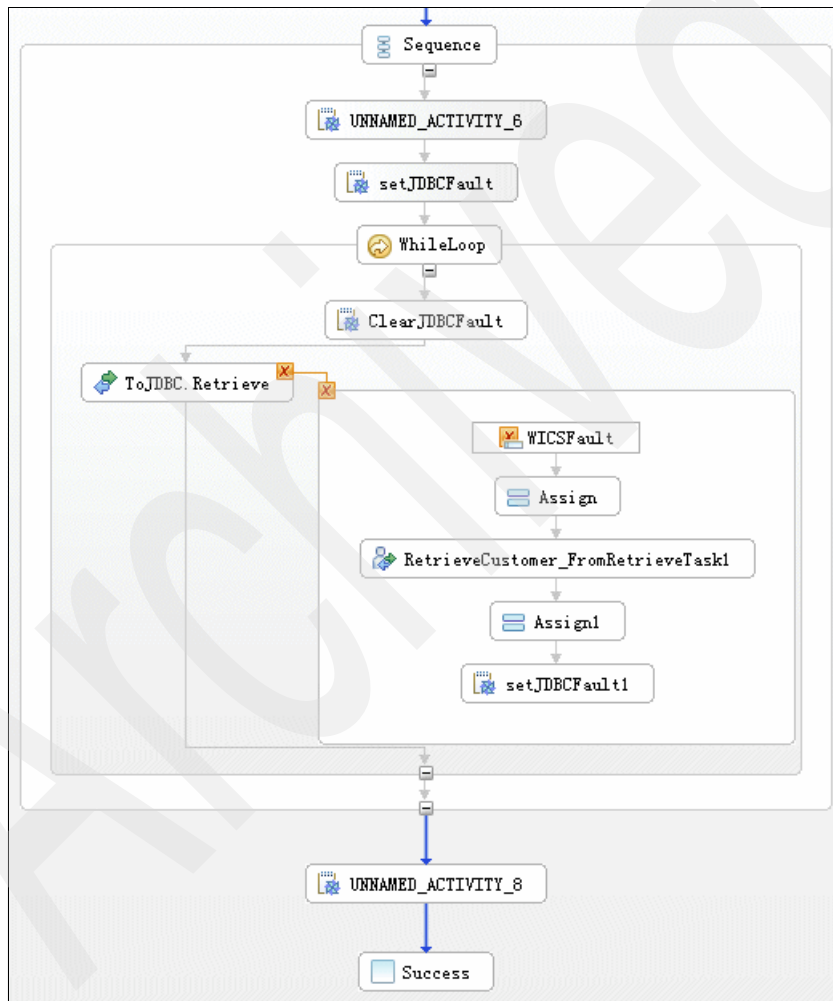 Sequence
UNNAMED_ACTIVITY_6
setJDBCFault
WhileLoop
ClearJDBCFault
ToJDBC.Retrieve
WICSFault
Assign
RetrieveCustomer_FromRetrieveTask1
Assign1
setJDBCFault1
UNNAMED_ACTIVITY_8
Success
Archived